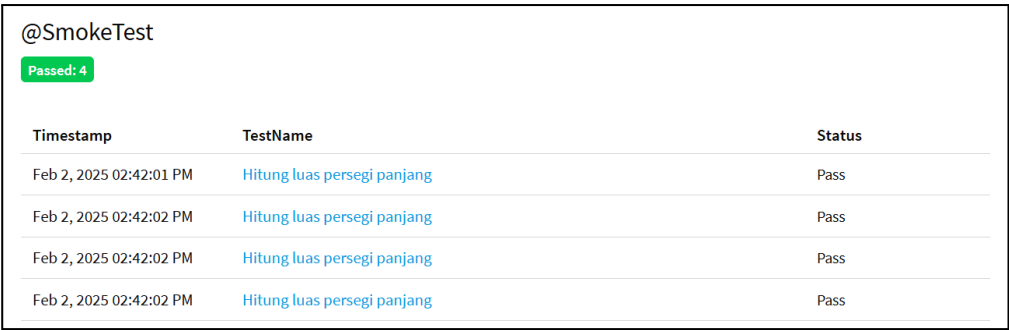 @SmokeTest
Passed: 4
Timestamp TestName Status
Feb 2, 2025 02:42:01 PM Hitung luas persegi panjang Pass
Feb 2, 2025 02:42:02 PM Hitung luas persegi panjang Pass
Feb 2, 2025 02:42:02 PM Hitung luas persegi panjang Pass
Feb 2, 2025 02:42:02 PM Hitung luas persegi panjang Pass